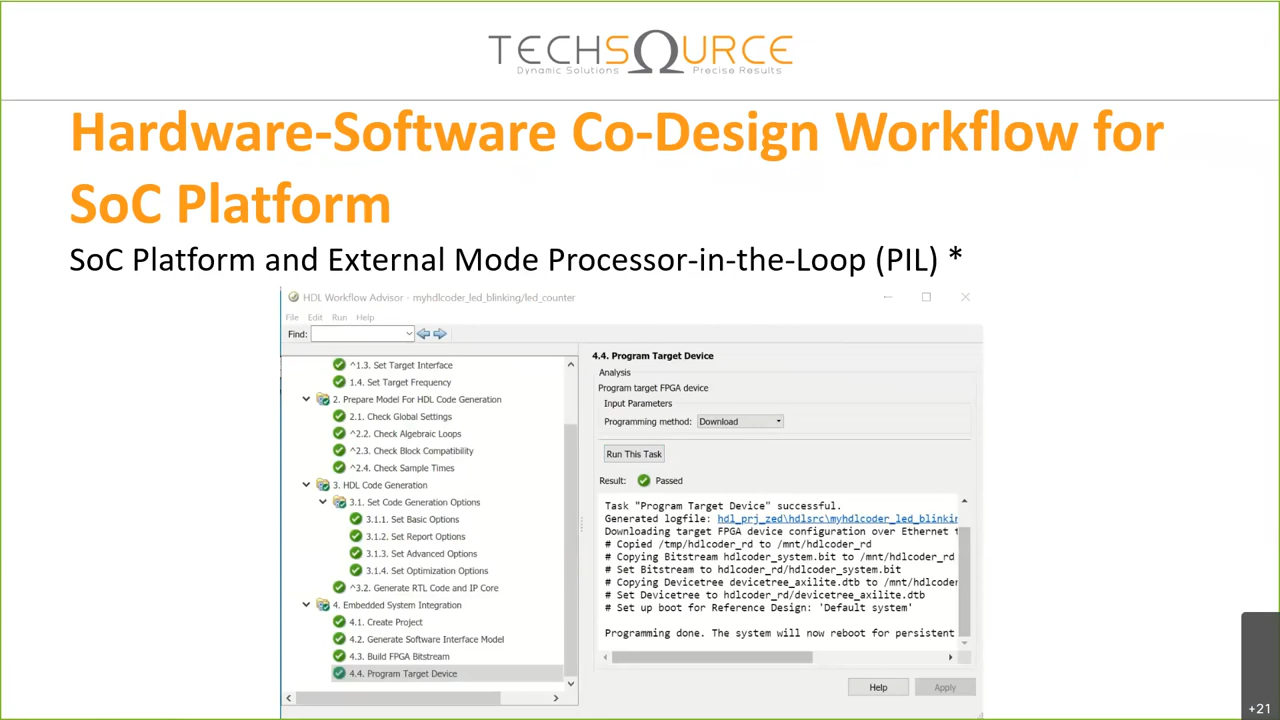 TECHSOURCE
Dynamic Solutions Precise Results
Hardware-Software Co-Design Workflow for
SoC Platform
SoC Platform and External Mode Processor-in-the-Loop (PIL) *
HDL Workflow Advisor - myhdlcoder_led_blinking/led_counter
File Edit Run Help
Find:
^1.3. Set Target Interface
1.4. Set Target Frequency
2. Prepare Model For HDL Code Generation
2.1. Check Global Settings
^2.2. Check Algebraic Loops
^2.3. Check Block Compatibility
^2.4. Check Sample Times
3. HDL Code Generation
3.1. Set Code Generation Options
3.1.1. Set Basic Options
3.1.2. Set Report Options
3.1.3. Set Advanced Options
3.1.4. Set Optimization Options
^3.2. Generate RTL Code and IP Core
4. Embedded System Integration
4.1. Create Project
4.2. Generate Software Interface Model
4.3. Build FPGA Bitstream
4.4. Program Target Device
4.4. Program Target Device
Analysis
Program target FPGA device
Input Parameters
Programming method: Download
Run This Task
Result: Passed
Task "Program Target Device" successful.
Generated logfile: hdl_prj_zed\hdlsrc\myhdlcoder_led_blinkin
Downloading target FPGA device configuration over Ethernet t
# Copied /tmp/hdlcoder_rd to /mnt/hdlcoder_rd
# Copying Bitstream hdlcoder_system.bit to /mnt/hdlcoder_rd
# Set Bitstream to hdlcoder_rd/hdlcoder_system.bit
# Copying Devicetree devicetree_axilite.dtb to /mnt/hdlcoder
# Set Devicetree to hdlcoder_rd/devicetree_axilite.dtb
# Set up boot for Reference Design: 'Default system'
Programming done. The system will now reboot for persistent
Help Apply
+21